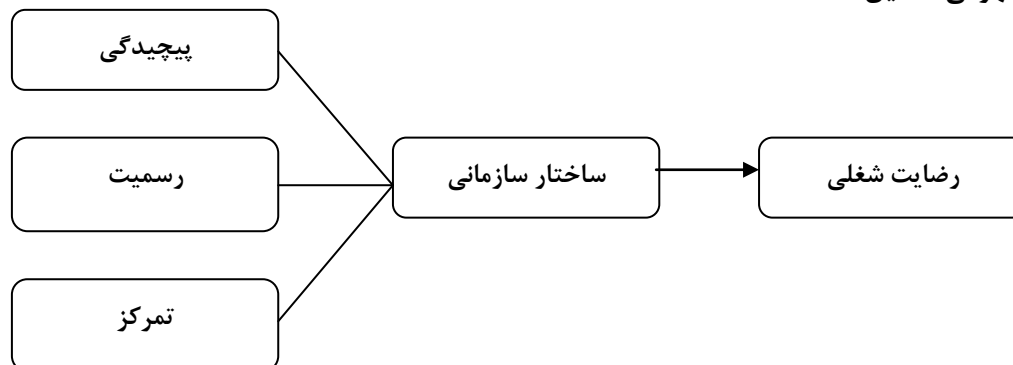 پیچیدگی
رسمیت
ساختار سازمانی
رضایت شغلی
تمرکز